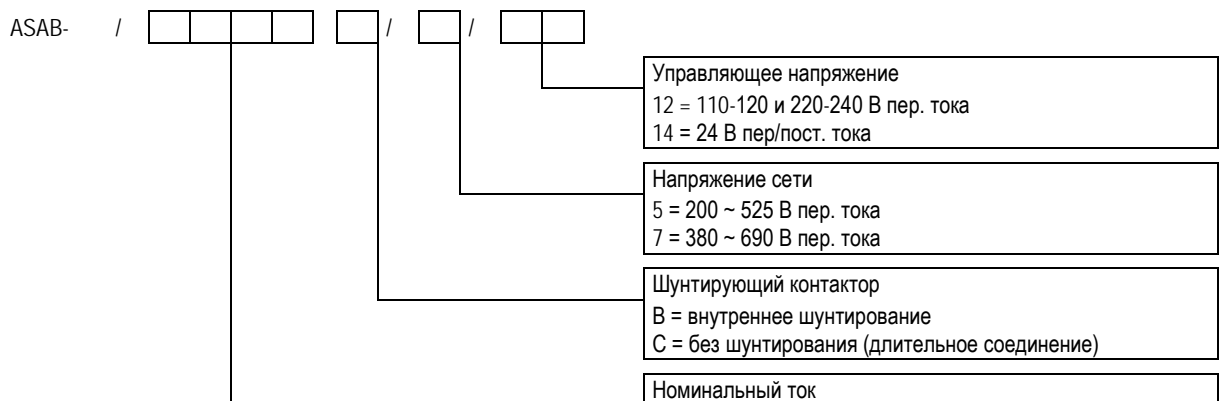 ASAB- / / / 
Управляющее напряжение
12 = 110-120 и 220-240 В пер. тока
14 = 24 В пер/пост. тока
Напряжение сети
5 = 200 ~ 525 В пер. тока
7 = 380 ~ 690 В пер. тока
Шунтирующий контактор
B = внутреннее шунтирование
C = без шунтирования (длительное соединение)
Номинальный ток